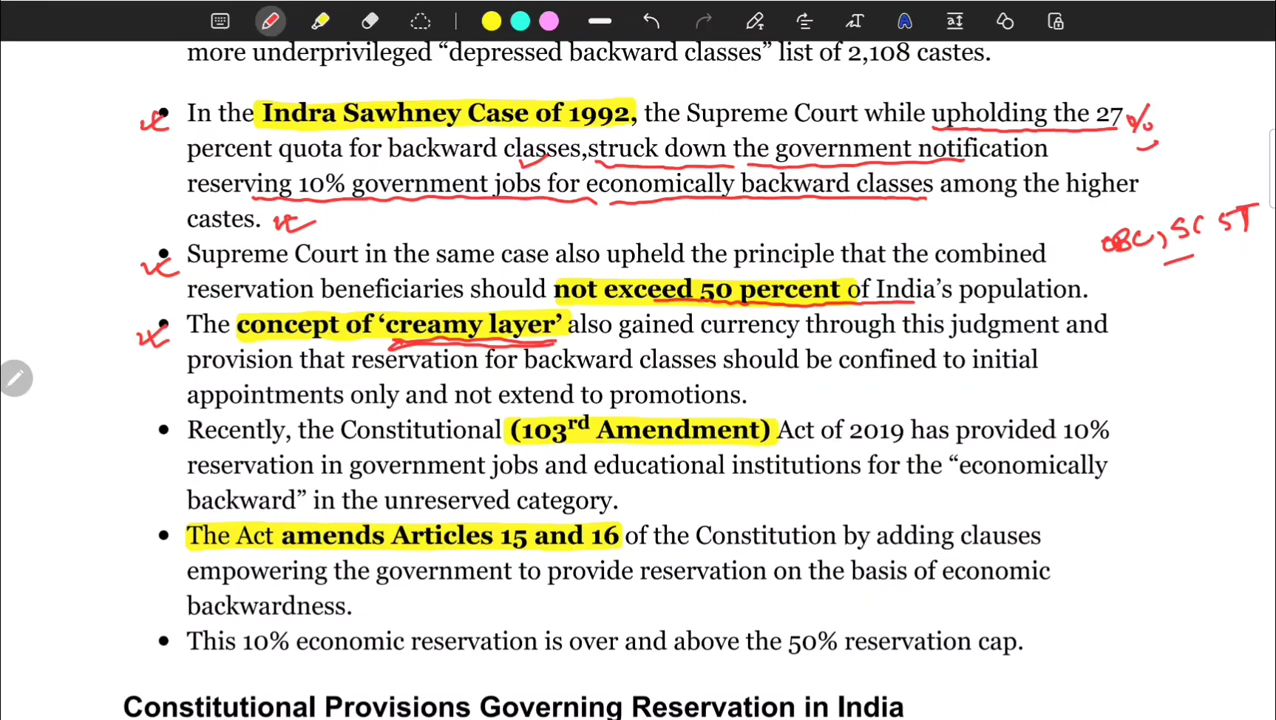 more underprivileged “depressed backward classes” list of 2,108 castes.
In the Indra Sawhney Case of 1992, the Supreme Court while upholding the 27 %
percent quota for backward classes,struck down the government notification
reserving 10% government jobs for economically backward classes among the higher
castes.
OBC, SC ST
Supreme Court in the same case also upheld the principle that the combined
reservation beneficiaries should not exceed 50 percent of India’s population.
The concept of ‘creamy layer’ also gained currency through this judgment and
provision that reservation for backward classes should be confined to initial
appointments only and not extend to promotions.
Recently, the Constitutional (103rd Amendment) Act of 2019 has provided 10%
reservation in government jobs and educational institutions for the “economically
backward” in the unreserved category.
The Act amends Articles 15 and 16 of the Constitution by adding clauses
empowering the government to provide reservation on the basis of economic
backwardness.
This 10% economic reservation is over and above the 50% reservation cap.
Constitutional Provisions Governing Reservation in India